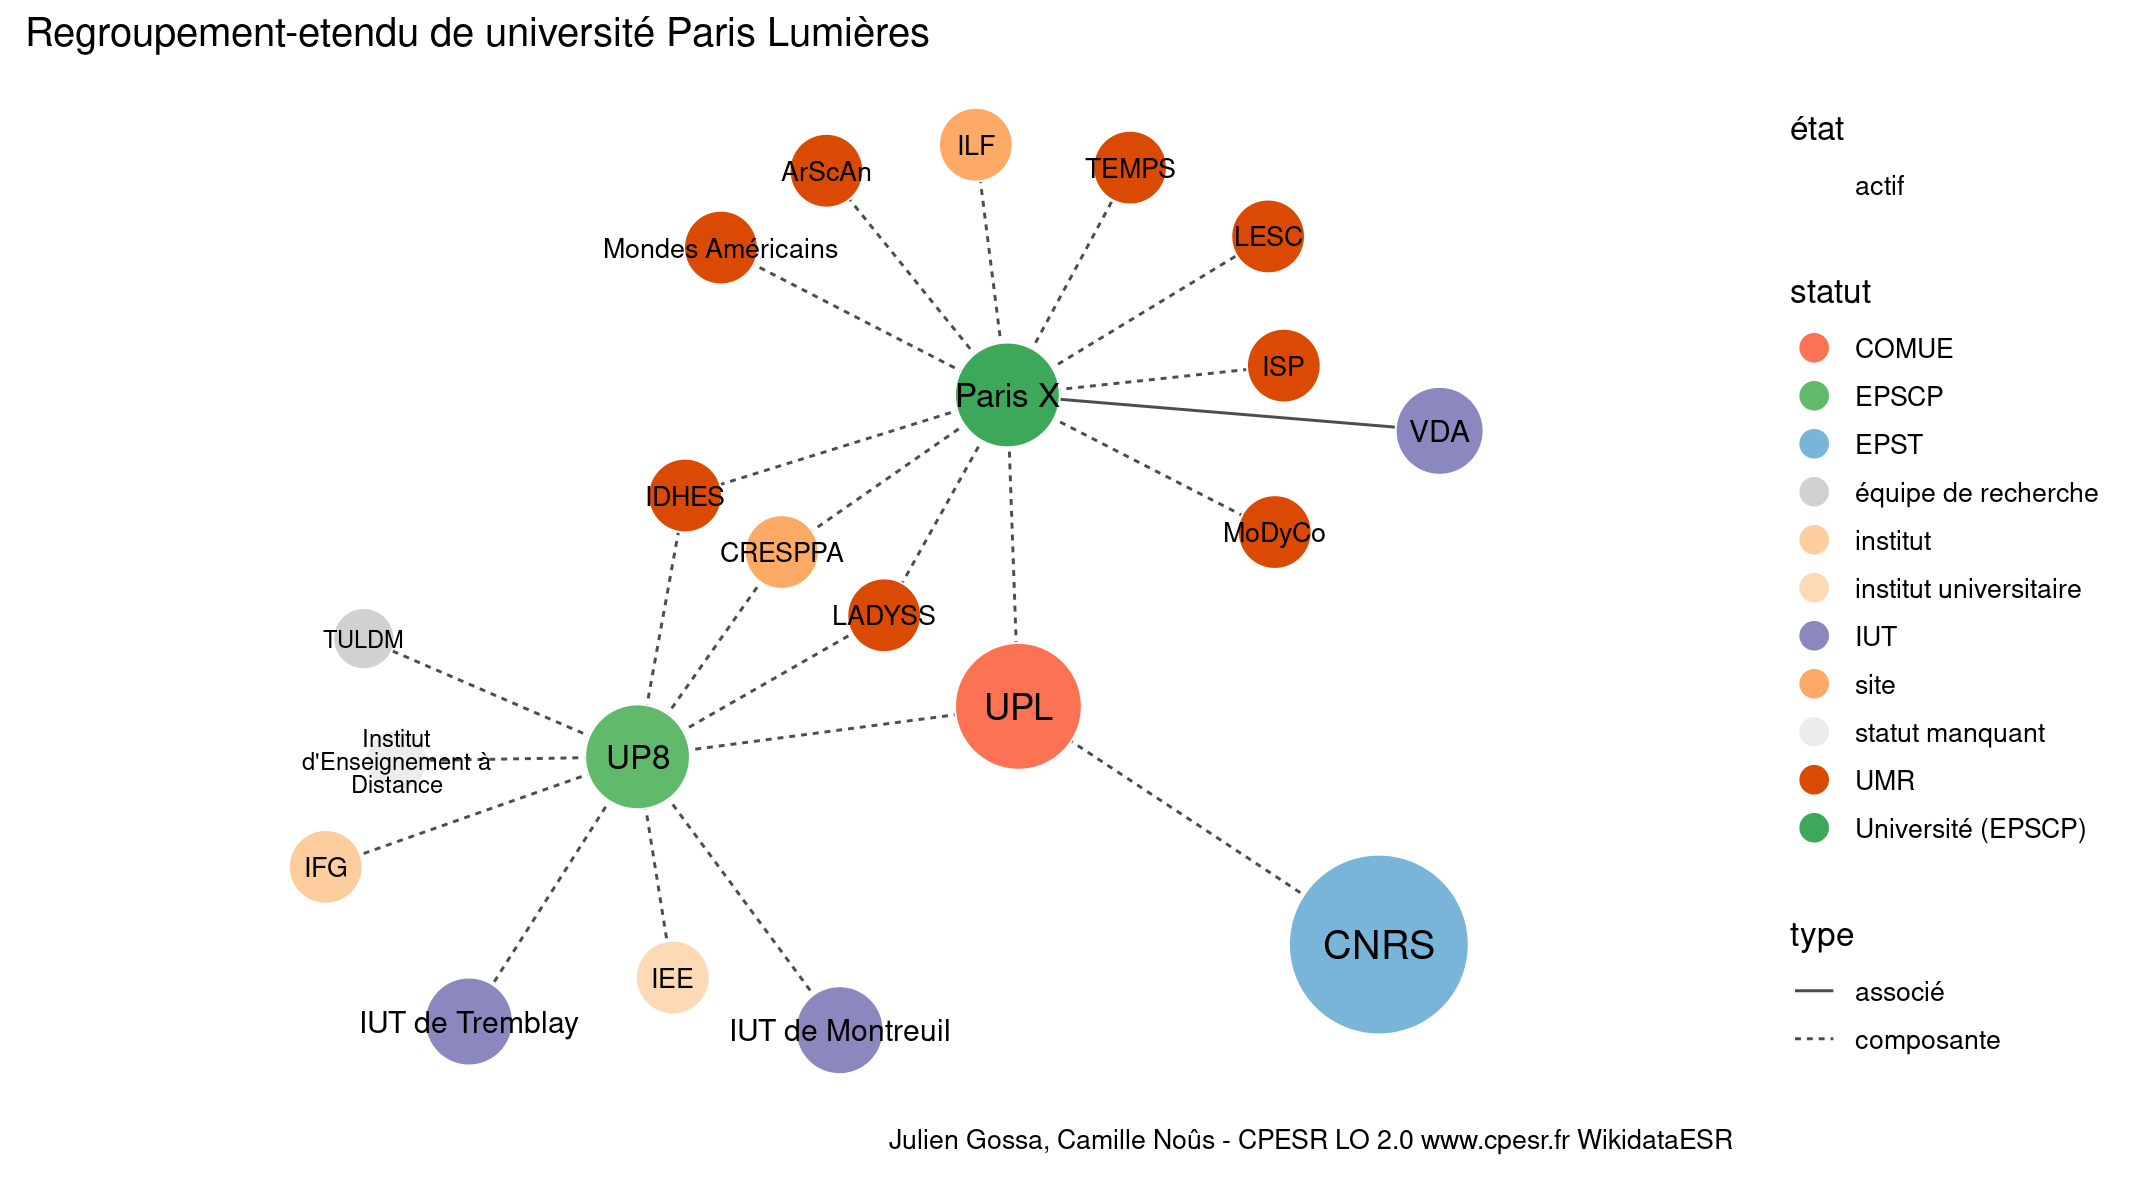 Regroupement-etendu de université Paris Lumières
ILF
ArScAn
TEMPS
LESC
Mondes Américains
ISP
Paris X
VDA
IDHES
MoDyCo
CRESPPA
LADYSS
TULDM
UPL
Institut
d'Enseignement à
Distance
UP8
IFG
CNRS
IEE
IUT de Tremblay
IUT de Montreuil
état
actif
statut
COMUE
EPSCP
EPST
équipe de recherche
institut
institut universitaire
IUT
site
statut manquant
UMR
Université (EPSCP)
type
associé
composante
Julien Gossa, Camille Noûs - CPESR LO 2.0 www.cpesr.fr WikidataESR